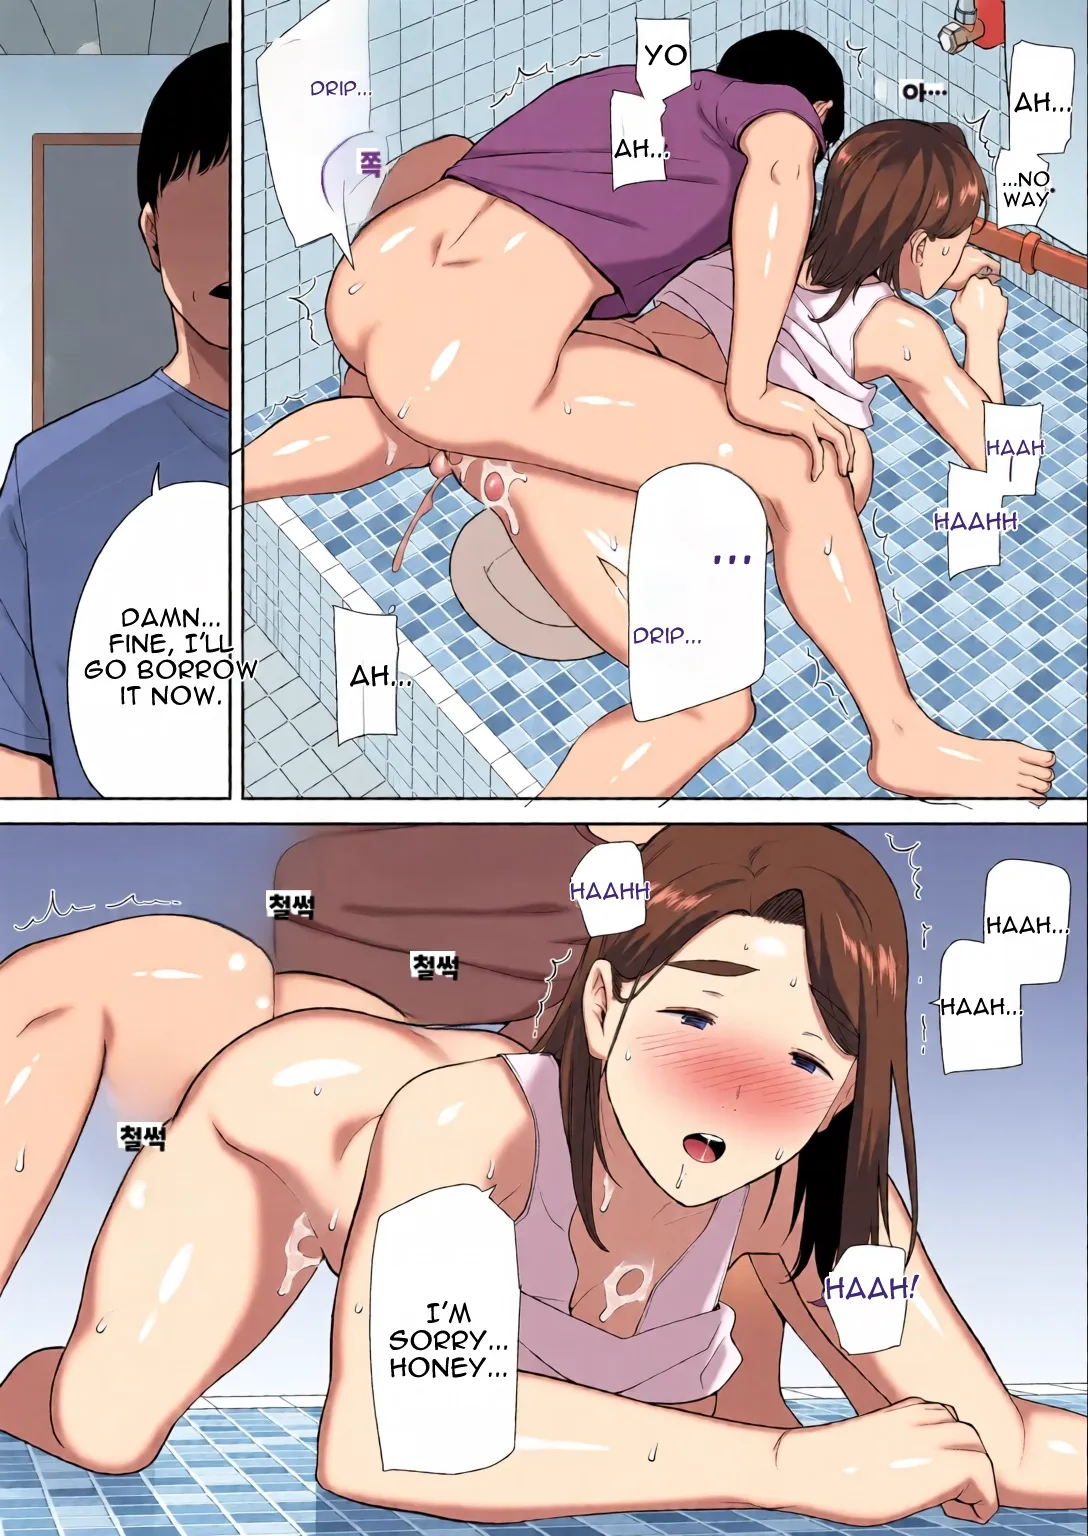 DRIP...
쪽
YO
AH...
아...
AH...
...NO
WAY.
HAAH
HAAHH
...
DRIP...
AH...
DAMN...
FINE, I'LL
GO BORROW
IT NOW.
철썩
HAAHH
철썩
HAAH...
HAAH...
철썩
I'M
SORRY...
HONEY...
HAAH!